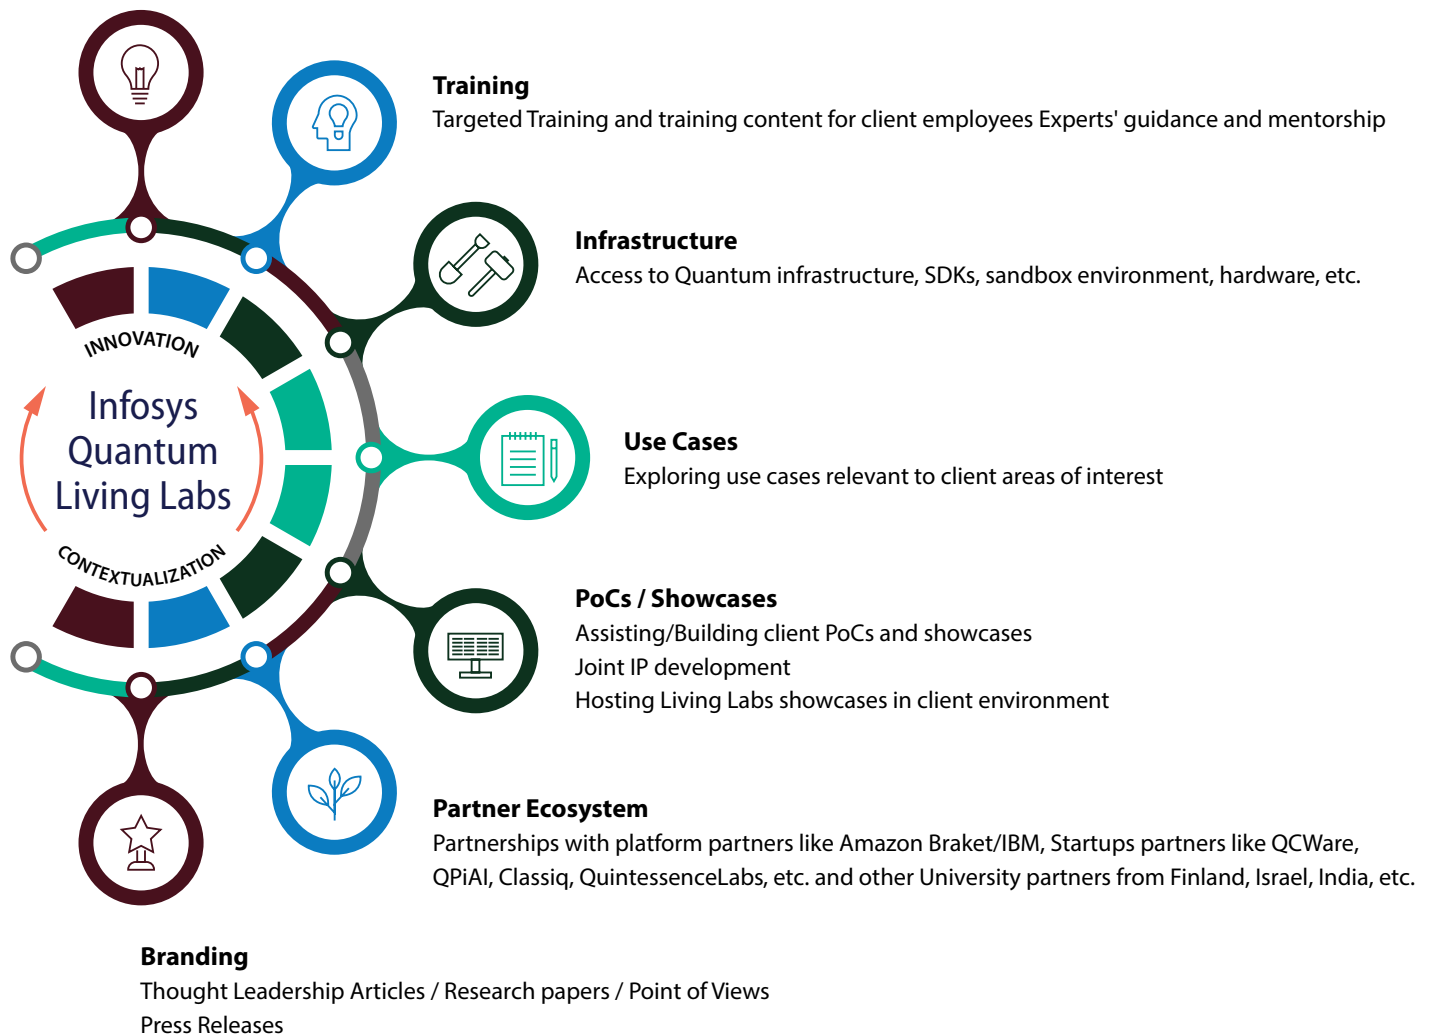 Training
Targeted Training and training content for client employees Experts' guidance and mentorship
Infrastructure
Access to Quantum infrastructure, SDKs, sandbox environment, hardware, etc.
INNOVATION
Infosys
Quantum
Living Labs
CONTEXTUALIZATION
Use Cases
Exploring use cases relevant to client areas of interest
PoCs / Showcases
Assisting/Building client PoCs and showcases
Joint IP development
Hosting Living Labs showcases in client environment
Partner Ecosystem
Partnerships with platform partners like Amazon Braket/IBM, Startups partners like QCWare,
QPiAI, Classiq, QuintessenceLabs, etc. and other University partners from Finland, Israel, India, etc.
Branding
Thought Leadership Articles / Research papers / Point of Views
Press Releases